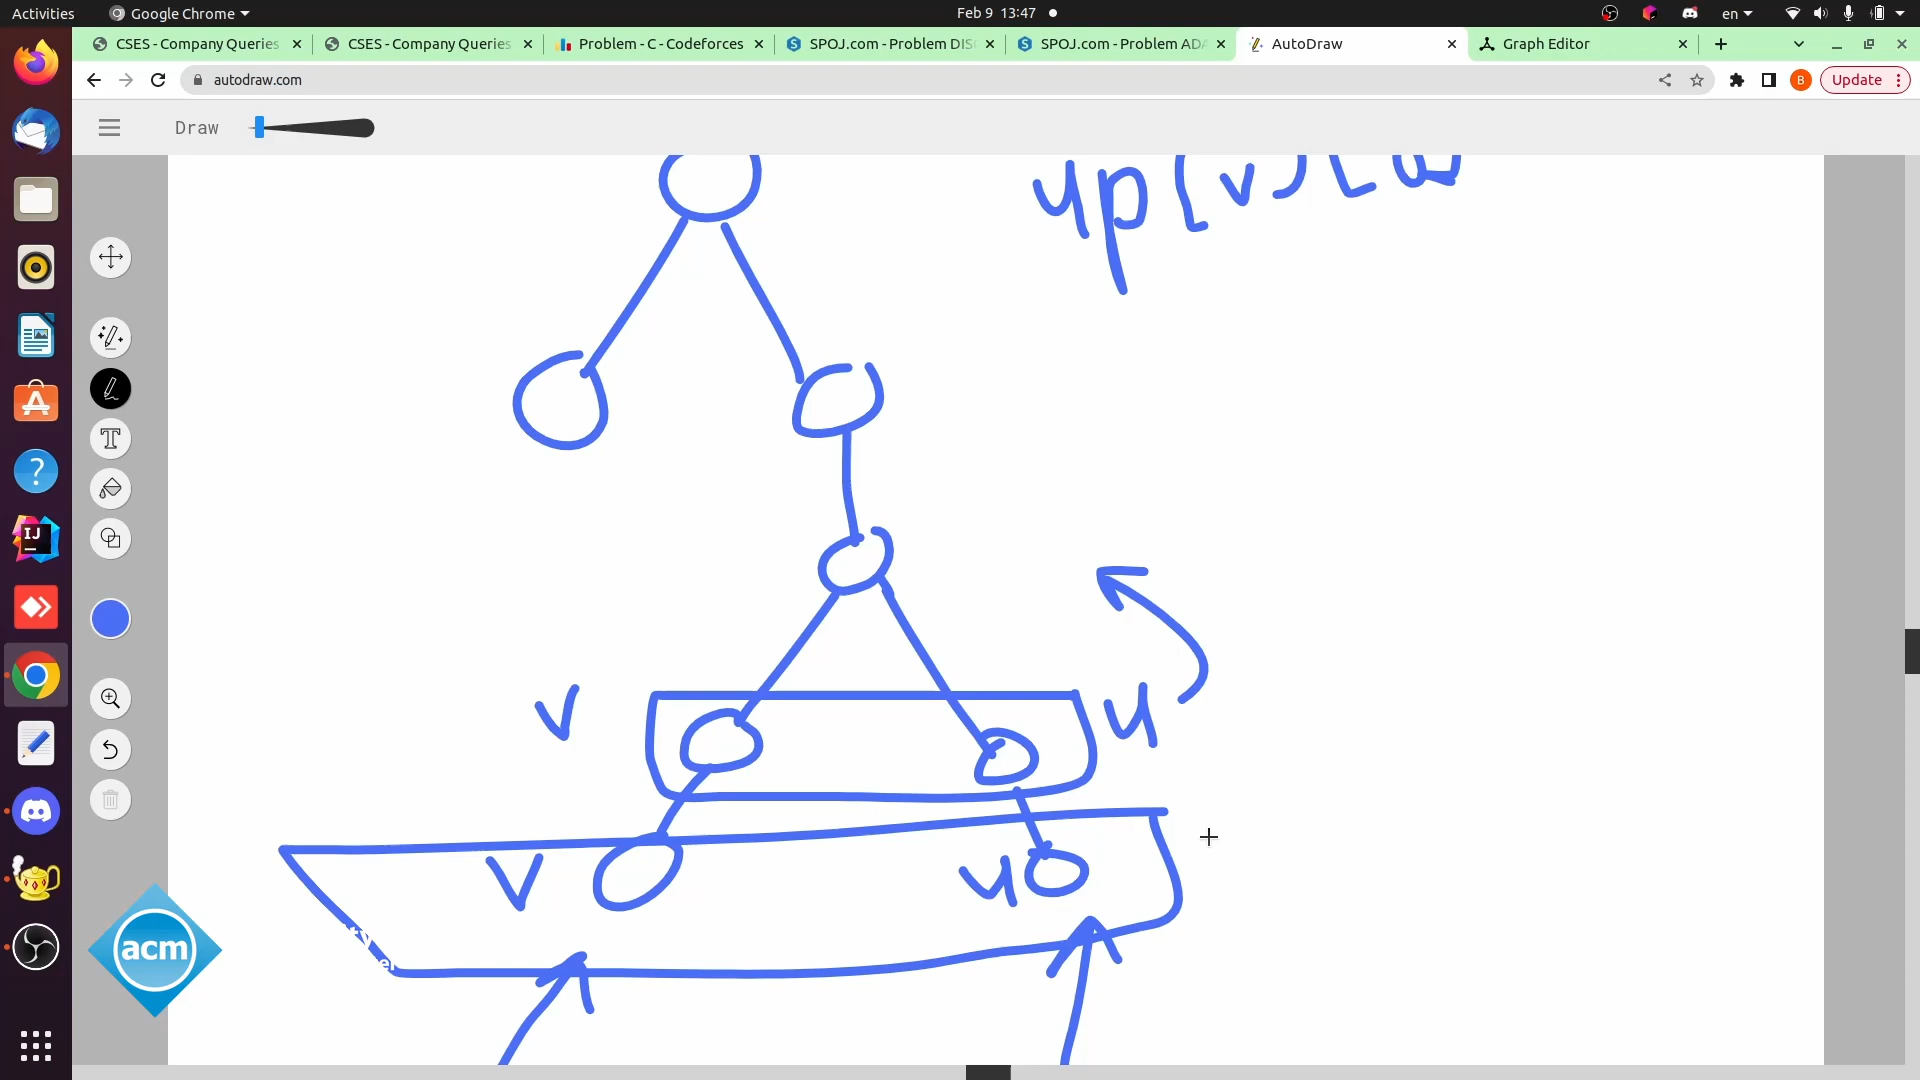 Activities Google Chrome Feb 9 13:47 en
CSES - Company Queries CSES - Company Queries Problem - C - Codeforces SPOJ.com - Problem DIS SPOJ.com - Problem ADA AutoDraw Graph Editor
autodraw.com B Update
Draw
up[v][
v u
v u
acm